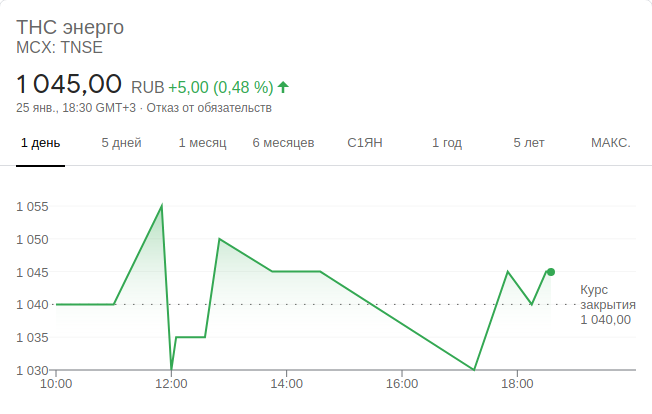 ТНС энерго
MCX: TNSE
1 045,00 RUB +5,00 (0,48 %)
25 янв., 18:30 GMT+3 · Отказ от обязательств
1 день 5 дней 1 месяц 6 месяцев С1ЯН 1 год 5 лет МАКС.
1 055
1 050
1 045
1 040
1 035
1 030
Курс
закрытия
1 040,00
10:00 12:00 14:00 16:00 18:00